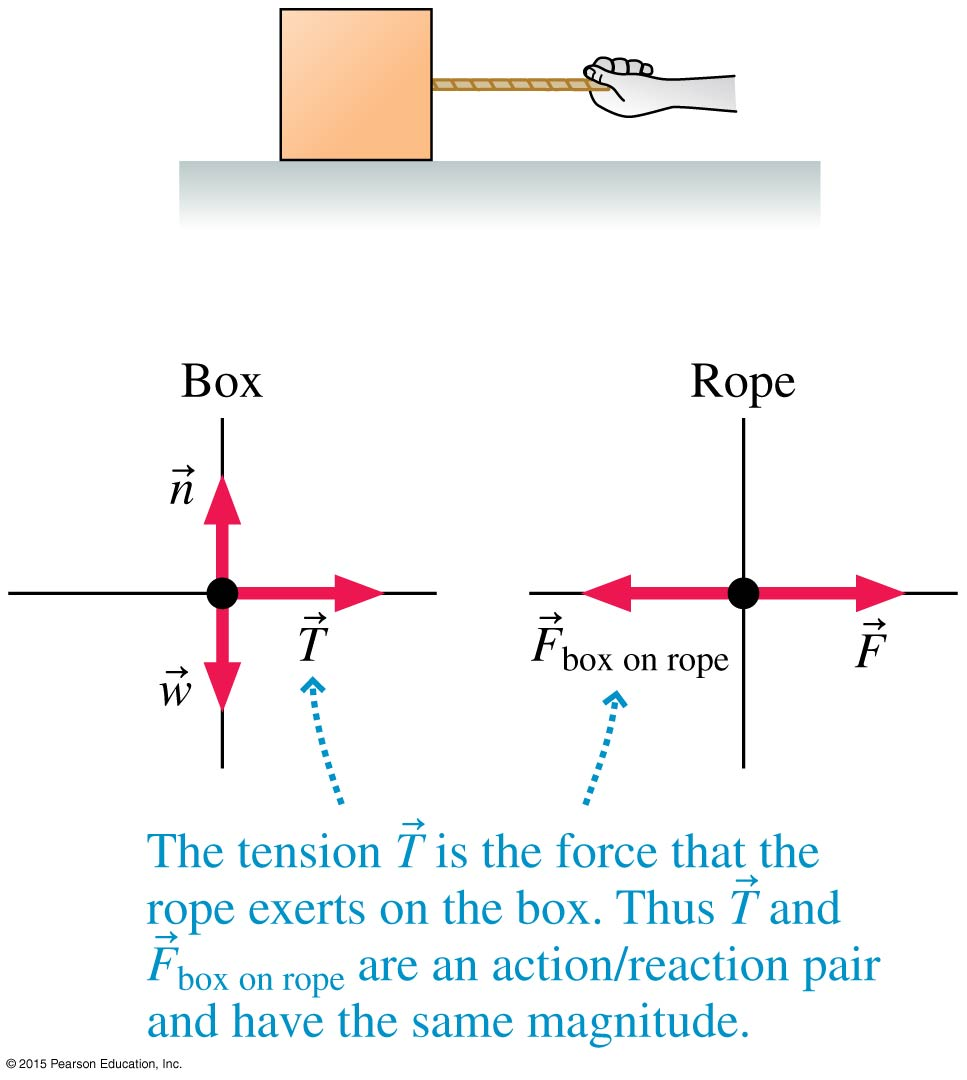 Box
Rope
n⃗
T⃗
w⃗
F⃗ box on rope
F⃗
The tension T⃗ is the force that the
rope exerts on the box. Thus T⃗ and
F⃗ box on rope are an action/reaction pair
and have the same magnitude.
© 2015 Pearson Education, Inc.